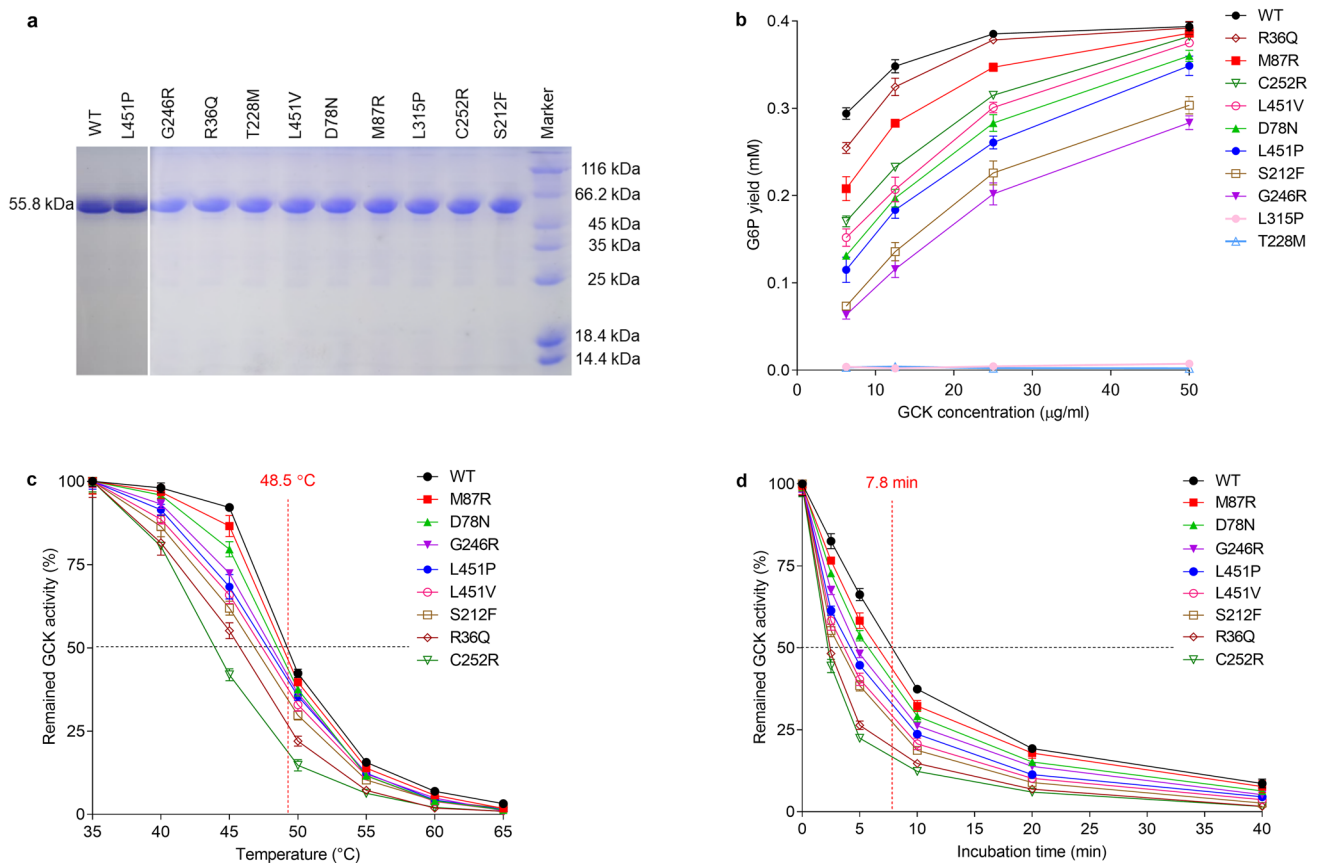 a
WT
L451P
G246R
R36Q
T228M
L451V
D78N
M87R
L315P
C252R
S212F
Marker
55.8 kDa
116 kDa
66.2 kDa
45 kDa
35 kDa
25 kDa
18.4 kDa
14.4 kDa
b
G6P yield (mM)
0.4
0.3
0.2
0.1
0.0
0
10
20
30
40
50
GCK concentration (μg/ml)
WT
R36Q
M87R
C252R
L451V
D78N
L451P
S212F
G246R
L315P
T228M
c
Remained GCK activity (%)
100
75
50
25
0
35
40
45
50
55
60
65
Temperature (°C)
48.5 °C
WT
M87R
D78N
G246R
L451P
L451V
S212F
R36Q
C252R
d
Remained GCK activity (%)
100
75
50
25
0
0
5
10
15
20
25
30
35
40
Incubation time (min)
7.8 min
WT
M87R
D78N
G246R
L451P
L451V
S212F
R36Q
C252R